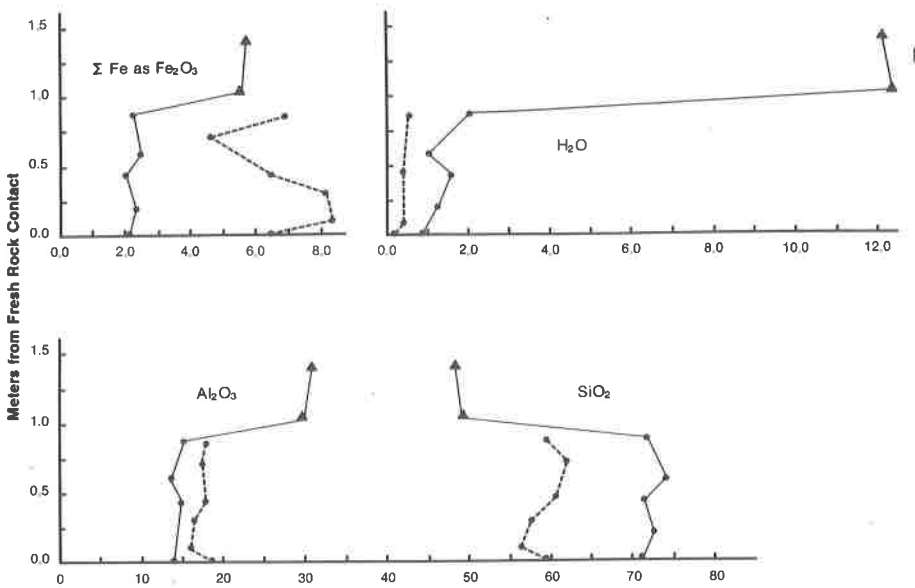 1.5
1.0
0.5
0.0
Σ Fe as Fe₂O₃
0.0 2.0 4.0 6.0 8.0
H₂O
0.0 2.0 4.0 6.0 8.0 10.0 12.0
Meters from Fresh Rock Contact
1.5
1.0
0.5
0.0
Al₂O₃
SiO₂
0 10 20 30 40 50 60 70 80